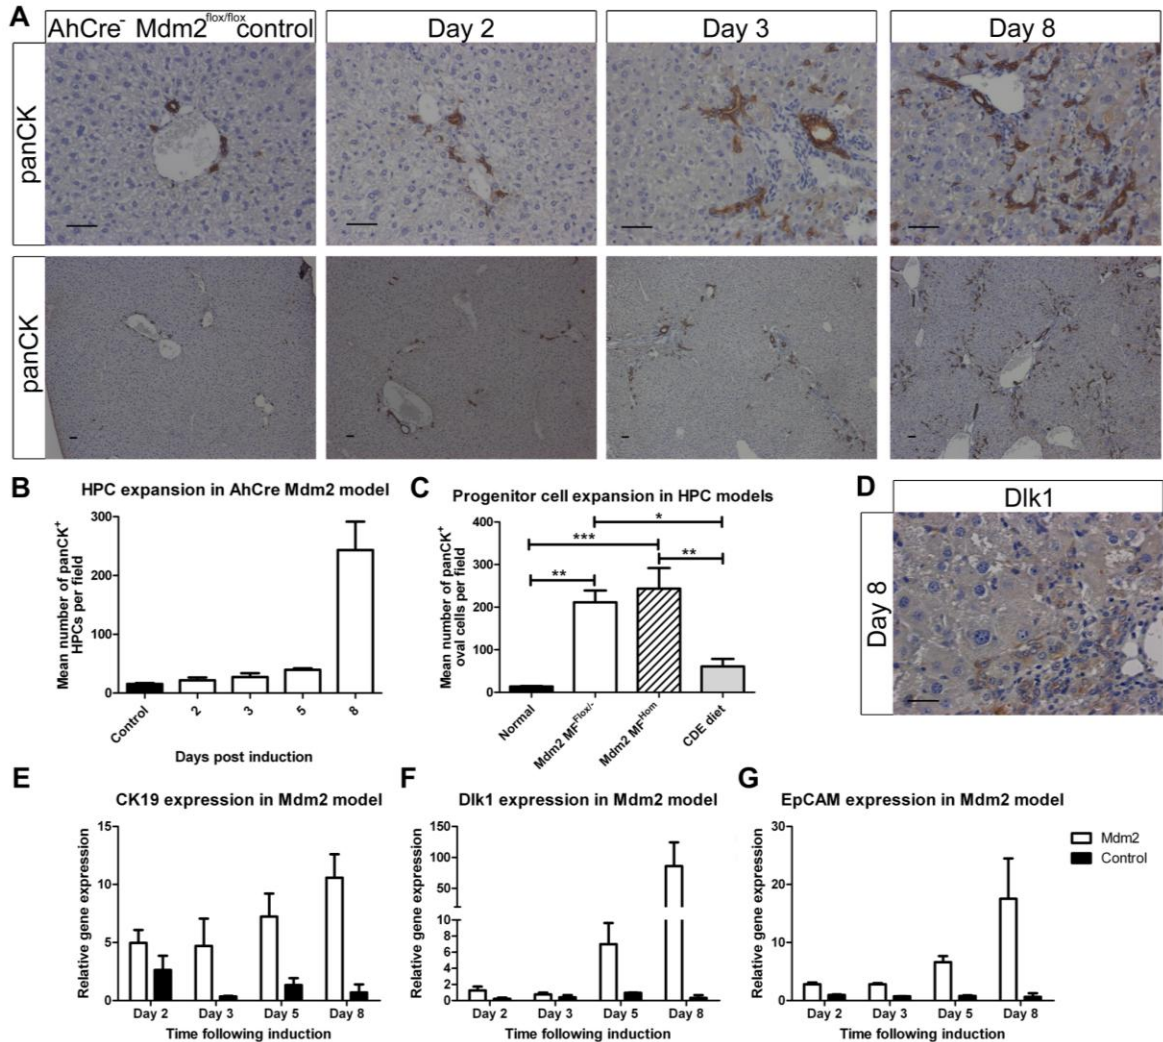 A
AhCre⁻ Mdm2^flox/flox control
Day 2
Day 3
Day 8
panCK
panCK
B
HPC expansion in AhCre Mdm2 model
Mean number of panCK⁺
HPCs per field
300
200
100
0
Control
2
3
5
8
Days post induction
C
Progenitor cell expansion in HPC models
Mean number of panCK⁺
oval cells per field
400
300
200
100
0
*
***
**
**
Normal
Mdm2 MF^Flox/-
Mdm2 MF^Hom
CDE diet
D
Dlk1
Day 8
E
CK19 expression in Mdm2 model
Relative gene expression
15
10
5
0
Day 2
Day 3
Day 5
Day 8
Time following induction
F
Dlk1 expression in Mdm2 model
Relative gene expression
150
100
50
10
8
6
4
2
0
Day 2
Day 3
Day 5
Day 8
Time following induction
G
EpCAM expression in Mdm2 model
Relative gene expression
30
20
10
0
Day 2
Day 3
Day 5
Day 8
Time following induction
Mdm2
Control